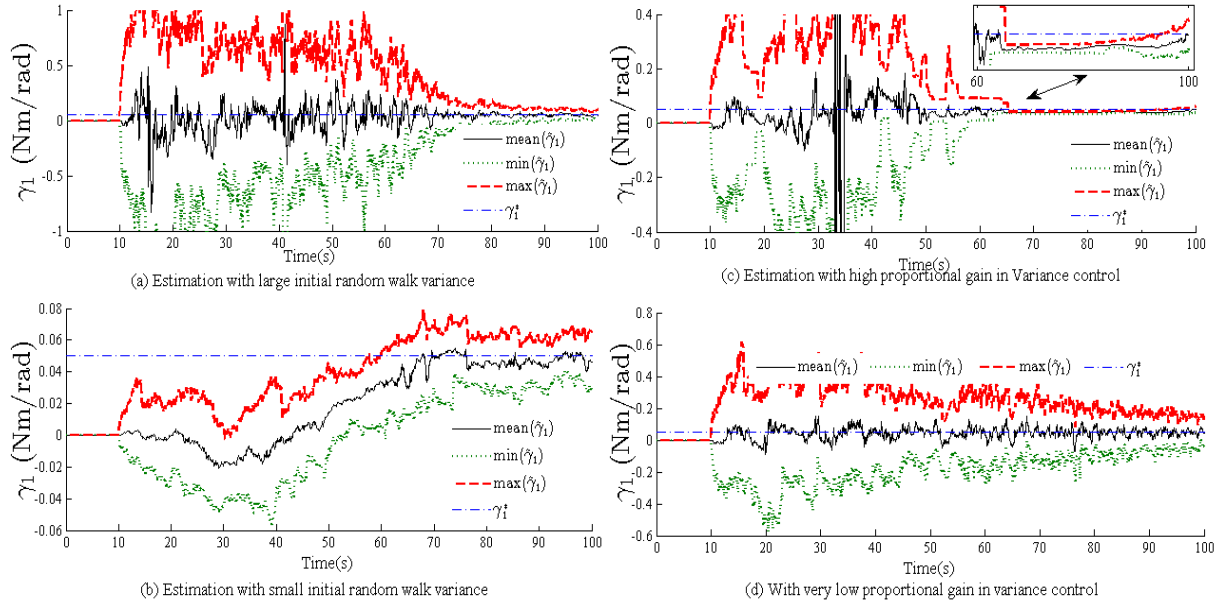 γ₁ (Nm/rad)
1
0.5
0
-0.5
-1
0 10 20 30 40 50 60 70 80 90 100
Time(s)
mean(γ̂₁)
min(γ̂₁)
max(γ̂₁)
γ₁*
(a) Estimation with large initial random walk variance
γ₁ (Nm/rad)
0.4
0.2
0
-0.2
-0.4
0 10 20 30 40 50 60 70 80 90 100
Time(s)
60 100
mean(γ̂₁)
min(γ̂₁)
max(γ̂₁)
γ₁*
(c) Estimation with high proportional gain in Variance control
γ₁ (Nm/rad)
0.08
0.06
0.04
0.02
0
-0.02
0.04
0.06
0 10 20 30 40 50 60 70 80 90 100
Time(s)
mean(γ̂₁)
min(γ̂₁)
max(γ̂₁)
γ₁*
(b) Estimation with small initial random walk variance
γ₁ (Nm/rad)
0.8
0.6
0.4
0.2
0
-0.2
-0.4
-0.6
0 10 20 30 40 50 60 70 80 90 100
Time(s)
mean(γ̂₁) min(γ̂₁) max(γ̂₁) γ₁*
(d) With very low proportional gain in variance control